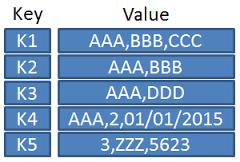 Key Value
K1 AAA,BBB,CCC
K2 AAA,BBB
K3 AAA,DDD
K4 AAA,2,01/01/2015
K5 3,ZZZ,5623